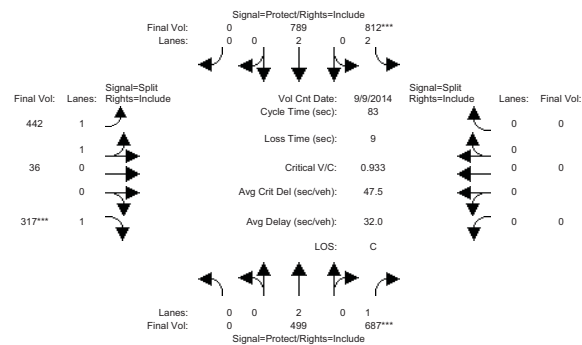 Signal=Protect/Rights=Include
Final Vol: 0 789 812***
Lanes: 0 0 2 0 2
Signal=Split
Final Vol: Lanes: Rights=Include
Vol Cnt Date: 9/9/2014
Signal=Split
Rights=Include Lanes: Final Vol:
Cycle Time (sec): 83
442 1 0 0
Loss Time (sec): 9
1 0
36 0 Critical V/C: 0.933 0 0
0 Avg Crit Del (sec/veh): 47.5 0
317*** 1 Avg Delay (sec/veh): 32.0 0 0
LOS: C
Lanes: 0 0 2 0 1
Final Vol: 0 499 687***
Signal=Protect/Rights=Include